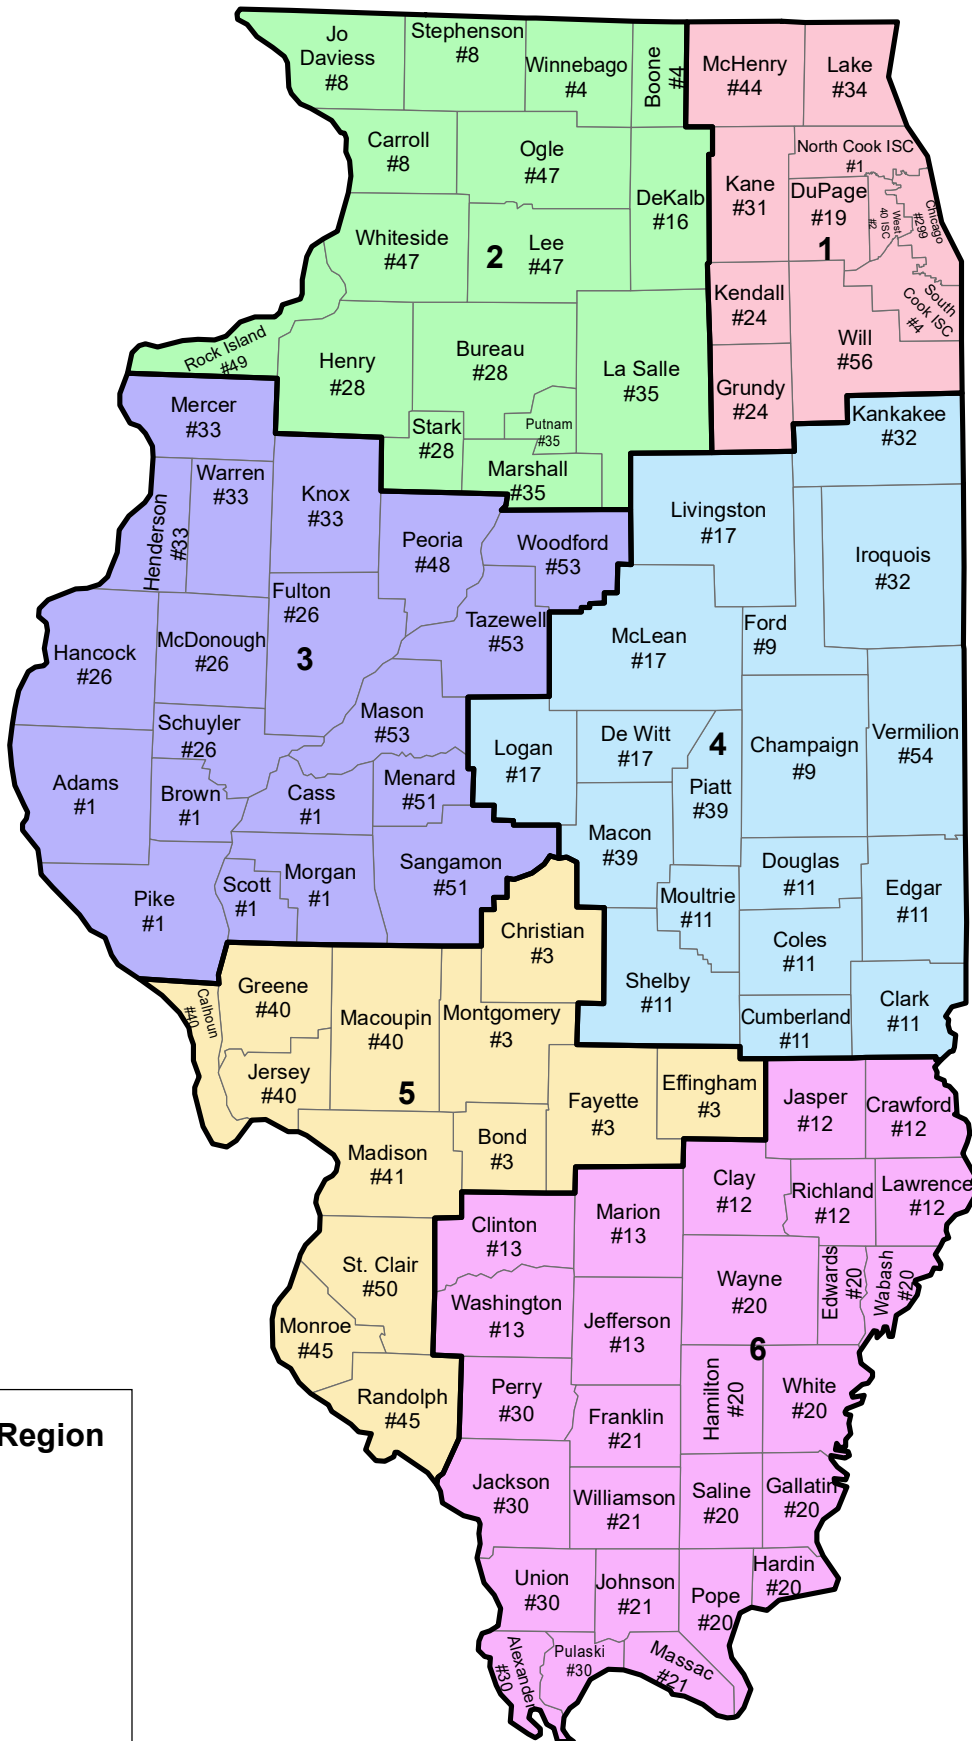 Jo
Daviess
#8
Stephenson
#8
Winnebago
#4
Boone
#4
McHenry
#44
Lake
#34
Carroll
#8
Ogle
#47
DeKalb
#16
Kane
#31
North Cook ISC
#1
DuPage
#19
West
40 ISC
#2
Chicago
#299
1
Whiteside
#47
2
Lee
#47
Kendall
#24
South
Cook ISC
#4
Will
#56
Rock Island
#49
Henry
#28
Bureau
#28
La Salle
#35
Grundy
#24
Stark
#28
Putnam
#35
Marshall
#35
Kankakee
#32
Mercer
#33
Warren
#33
Henderson
#33
Knox
#33
Peoria
#48
Woodford
#53
Livingston
#17
Iroquois
#32
Fulton
#26
Tazewell
#53
McLean
#17
Ford
#9
Hancock
#26
McDonough
#26
3
Mason
#53
Schuyler
#26
Logan
#17
De Witt
#17
4
Champaign
#9
Vermilion
#54
Adams
#1
Brown
#1
Cass
#1
Menard
#51
Piatt
#39
Macon
#39
Pike
#1
Scott
#1
Morgan
#1
Sangamon
#51
Moultrie
#11
Douglas
#11
Edgar
#11
Christian
#3
Coles
#11
Shelby
#11
Clark
#11
Cumberland
#11
Calhoun
#40
Greene
#40
Macoupin
#40
Montgomery
#3
Jersey
#40
5
Fayette
#3
Effingham
#3
Jasper
#12
Crawford
#12
Madison
#41
Bond
#3
Clay
#12
Richland
#12
Lawrence
#12
Clinton
#13
Marion
#13
St. Clair
#50
Washington
#13
Jefferson
#13
Wayne
#20
Edwards
#20
Wabash
#20
6
Monroe
#45
Randolph
#45
Perry
#30
Franklin
#21
Hamilton
#20
White
#20
Region
Jackson
#30
Williamson
#21
Saline
#20
Gallatin
#20
Union
#30
Johnson
#21
Pope
#20
Hardin
#20
Alexander
#30
Pulaski
#30
Massac
#21